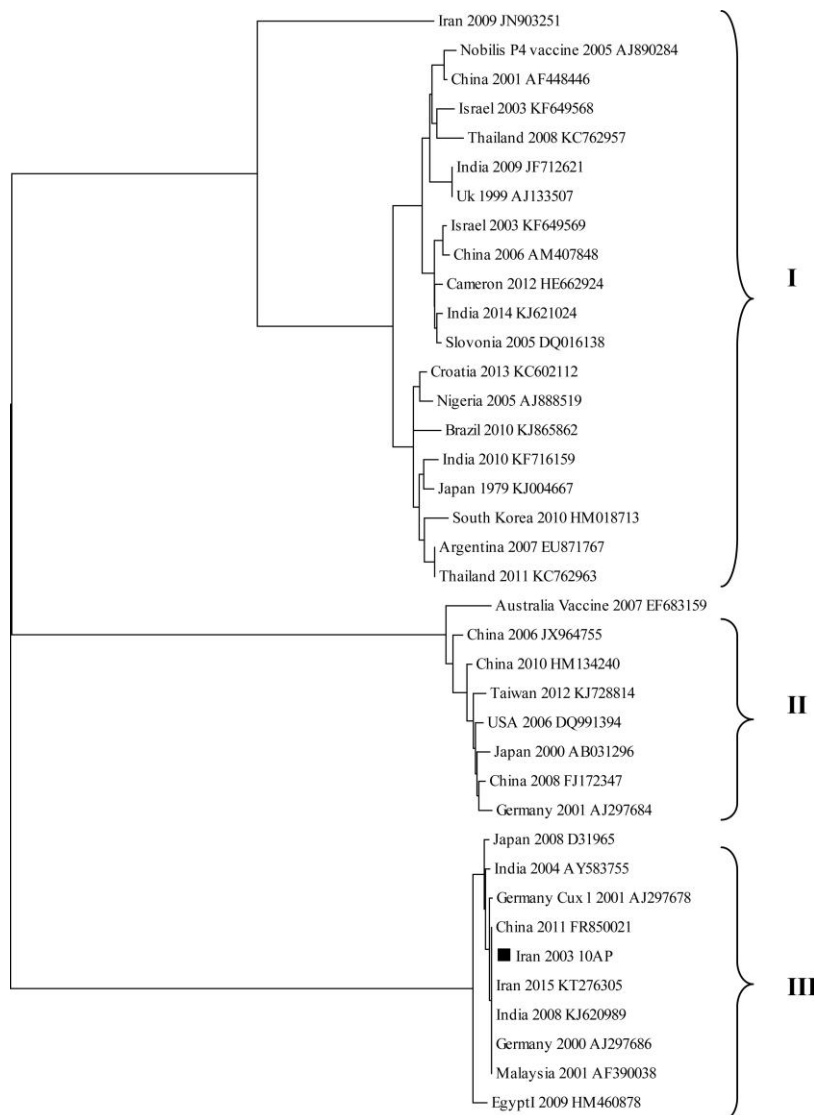 Iran 2009 JN903251
Nobilis P4 vaccine 2005 AJ890284
China 2001 AF448446
Israel 2003 KF649568
Thailand 2008 KC762957
India 2009 JF712621
Uk 1999 AJ133507
Israel 2003 KF649569
China 2006 AM407848
Cameron 2012 HE662924
I
India 2014 KJ621024
Slovonia 2005 DQ016138
Croatia 2013 KC602112
Nigeria 2005 AJ888519
Brazil 2010 KJ865862
India 2010 KF716159
Japan 1979 KJ004667
South Korea 2010 HM018713
Argentina 2007 EU871767
Thailand 2011 KC762963
Australia Vaccine 2007 EF683159
China 2006 JX964755
China 2010 HM134240
Taiwan 2012 KJ728814
II
USA 2006 DQ991394
Japan 2000 AB031296
China 2008 FJ172347
Germany 2001 AJ297684
Japan 2008 D31965
India 2004 AY583755
Germany Cux 1 2001 AJ297678
China 2011 FR850021
Iran 2003 10AP
Iran 2015 KT276305
III
India 2008 KJ620989
Germany 2000 AJ297686
Malaysia 2001 AF390038
EgyptI 2009 HM460878